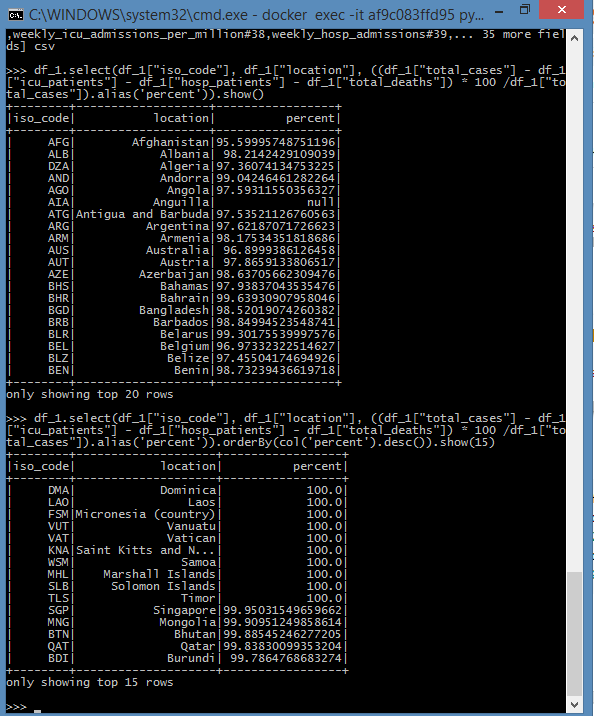 C:\WINDOWS\system32\cmd.exe - docker  exec -it af9c083ffd95 py...
,weekly_icu_admissions_per_million#38,weekly_hosp_admissions#39,... 35 more fiel
ds] csv
>>> df_1.select(df_1["iso_code"], df_1["location"], ((df_1["total_cases"] - df_1
["icu_patients"] - df_1["hosp_patients"] - df_1["total_deaths"]) * 100 /df_1["to
tal_cases"]).alias('percent')).show()
+--------+-------------------+-----------------+
|iso_code|           location|          percent|
+--------+-------------------+-----------------+
|     AFG|        Afghanistan|95.59995748751196|
|     ALB|            Albania| 98.2142429109039|
|     DZA|            Algeria|97.36074134753225|
|     AND|            Andorra|99.04246461282264|
|     AGO|             Angola|97.59311550356327|
|     AIA|           Anguilla|             null|
|     ATG|Antigua and Barbuda|97.53521126760563|
|     ARG|          Argentina|97.62187071726623|
|     ARM|            Armenia|98.17534351818686|
|     AUS|          Australia| 96.899938612645​8|
|     AUT|            Austria| 97.8659133806517|
|     AZE|         Azerbaijan|98.63705662309476|
|     BHS|            Bahamas|97.93837043535476|
|     BHR|            Bahrain|99.63930907958046|
|     BGD|         Bangladesh|98.52019074260382|
|     BRB|           Barbados|98.84994523548741|
|     BLR|            Belarus|99.30175539997576|
|     BEL|            Belgium|96.97332322514627|
|     BLZ|             Belize|97.45504174694926|
|     BEN|              Benin|98.73239436619718|
+--------+-------------------+-----------------+
only showing top 20 rows
>>> df_1.select(df_1["iso_code"], df_1["location"], ((df_1["total_cases"] - df_1
["icu_patients"] - df_1["hosp_patients"] - df_1["total_deaths"]) * 100 /df_1["to
tal_cases"]).alias('percent')).orderBy(col('percent').desc()).show(15)
+--------+--------------------+-----------------+
|iso_code|            location|          percent|
+--------+--------------------+-----------------+
|     DMA|            Dominica|            100.0|
|     LAO|                Laos|            100.0|
|     FSM|Micronesia (country)|            100.0|
|     VUT|             Vanuatu|            100.0|
|     VAT|             Vatican|            100.0|
|     KNA|Saint Kitts and N...|            100.0|
|     WSM|               Samoa|            100.0|
|     MHL|    Marshall Islands|            100.0|
|     SLB|     Solomon Islands|            100.0|
|     TLS|               Timor|            100.0|
|     SGP|           Singapore|99.95031549659662|
|     MNG|            Mongolia|99.90951249858614|
|     BTN|              Bhutan|99.88545246277205|
|     QAT|               Qatar|99.83830099353204|
|     BDI|             Burundi| 99.7864768683274|
+--------+--------------------+-----------------+
only showing top 15 rows
>>>